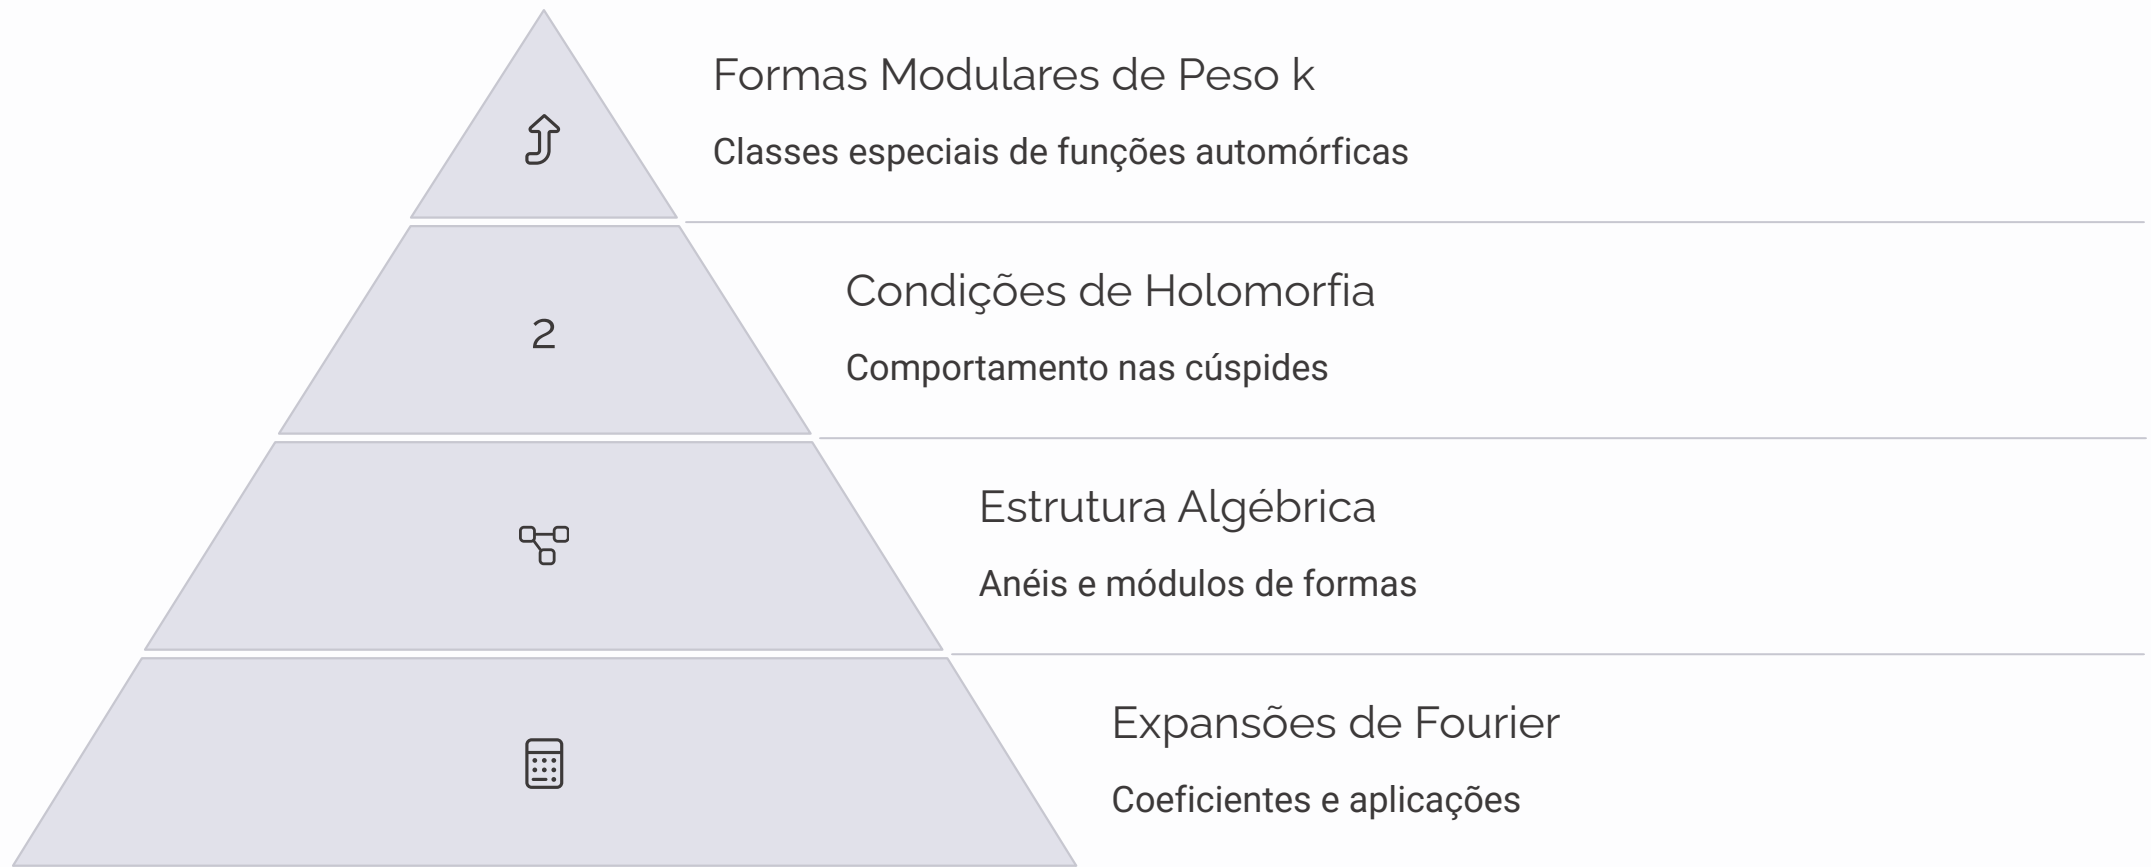 Formas Modulares de Peso k
Classes especiais de funções automórficas
2
Condições de Holomorfia
Comportamento nas cúspides
Estrutura Algébrica
Anéis e módulos de formas
Expansões de Fourier
Coeficientes e aplicações